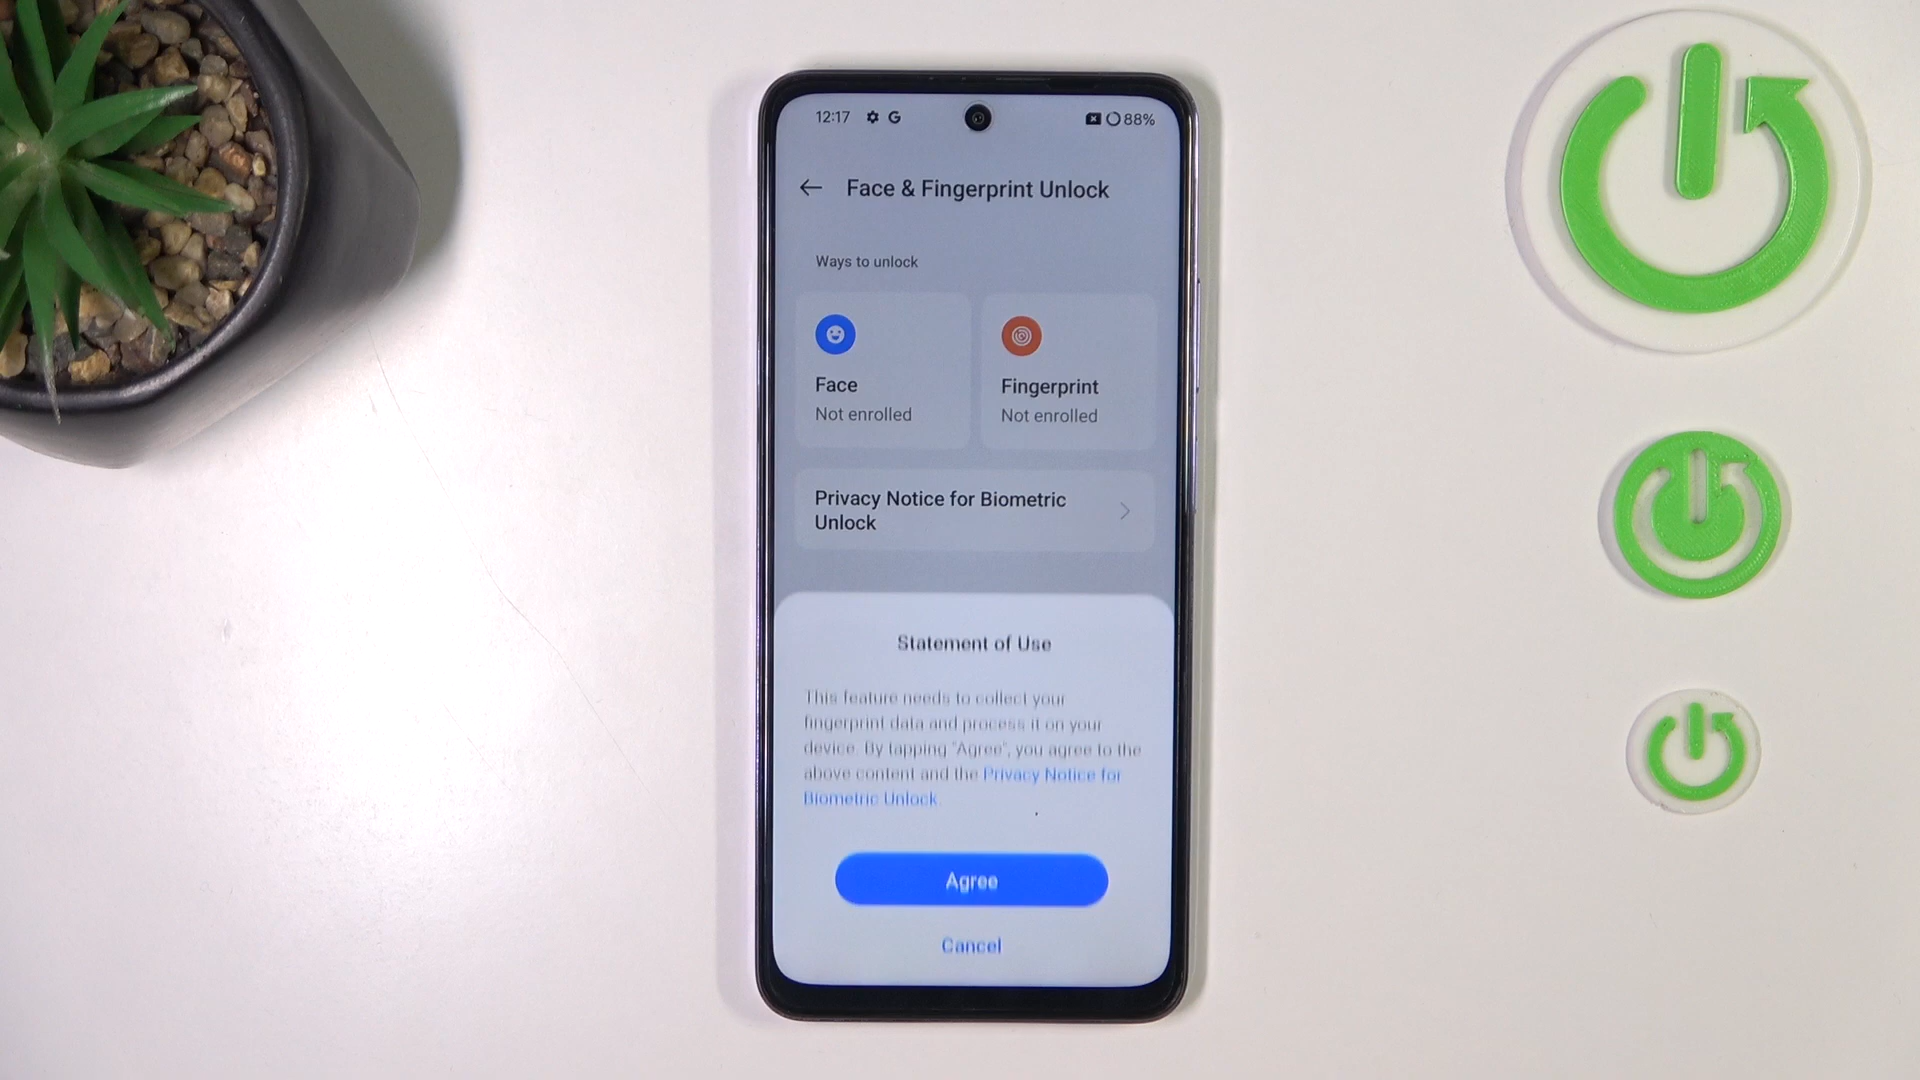 12:17 G 88%
Face & Fingerprint Unlock
Ways to unlock
Face
Not enrolled
Fingerprint
Not enrolled
Privacy Notice for Biometric
Unlock
Statement of Use
This feature needs to collect your
fingerprint data and process it on your
device. By tapping "Agree", you agree to the
above content and the Privacy Notice for
Biometric Unlock.
Agree
Cancel